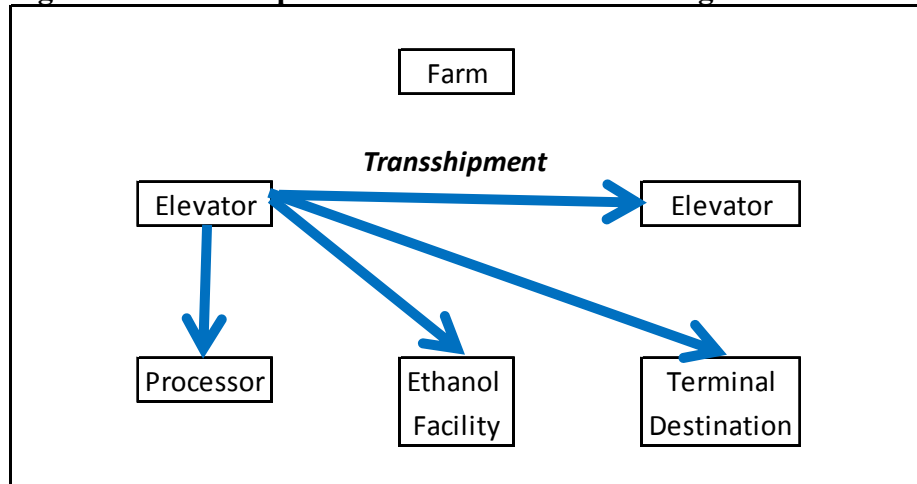 Farm
Transshipment
Elevator
Elevator
Processor
Ethanol
Facility
Terminal
Destination